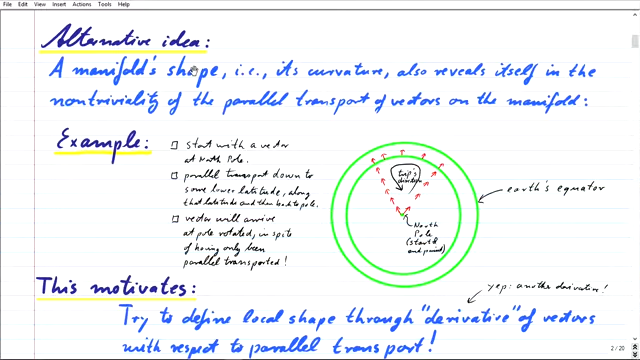 File Edit View Insert Actions Tools Help
Alternative idea:
A manifold's shape, i.e., its curvature, also reveals itself in the
nontriviality of the parallel transport of vectors on the manifold:
Example:
start with a vector
at North Pole.
parallel transport down to
some lower latitude, along
that latitude and then back to pole.
vector will arrive
at pole rotated, in spite
of having only been
parallel transported!
trip's
direction
earth's equator
North
Pole
(start &
end point)
This motivates:
yep: another derivative!
Try to define local shape through "derivative" of vectors
with respect to parallel transport!
2 / 20